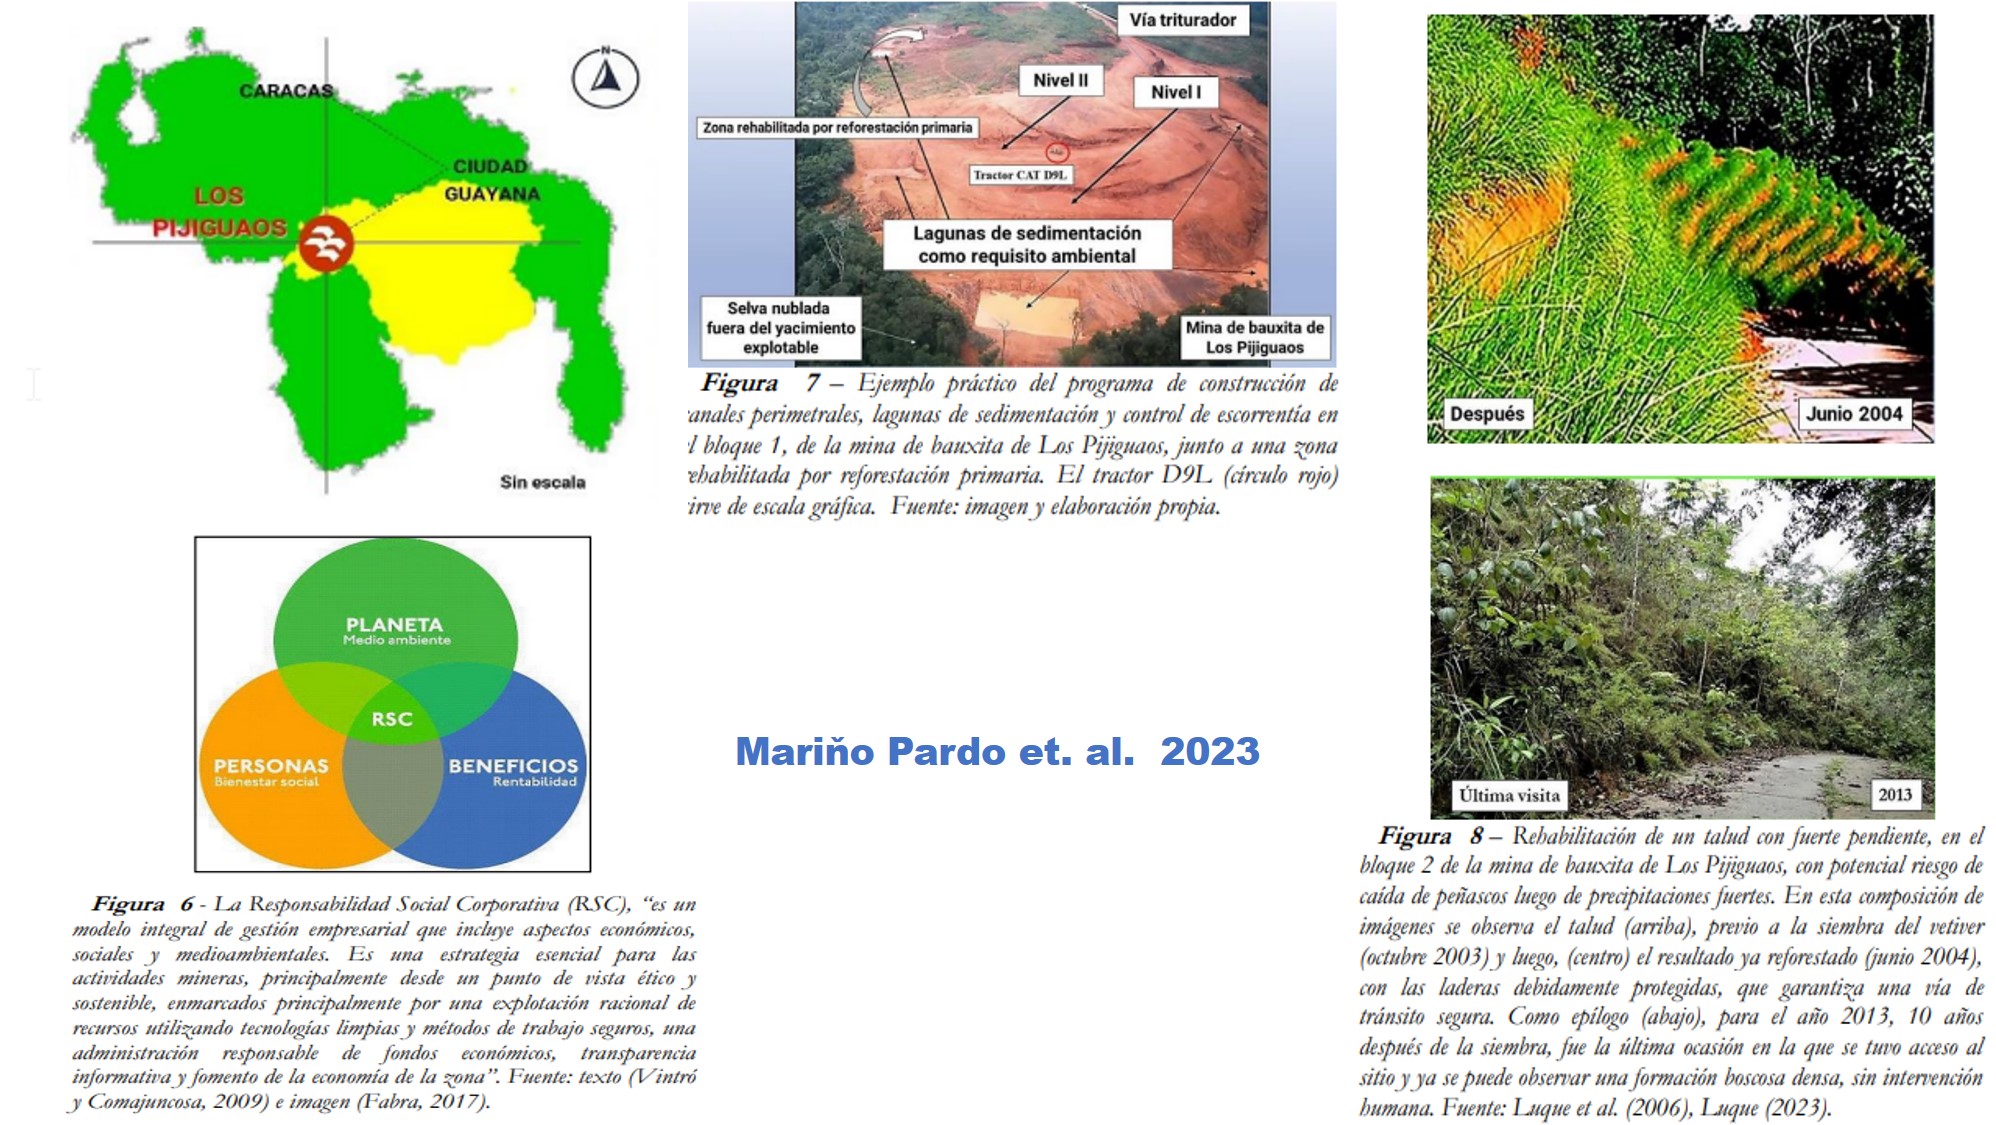 CARACAS
N
CIUDAD
GUAYANA
LOS
PIJIGUAOS
Sin escala
PLANETA
Medio ambiente
RSC
PERSONAS
Bienestar social
BENEFICIOS
Rentabilidad
Figura 6 - La Responsabilidad Social Corporativa (RSC), “es un
modelo integral de gestión empresarial que incluye aspectos económicos,
sociales y medioambientales. Es una estrategia esencial para las
actividades mineras, principalmente desde un punto de vista ético y
sostenible, enmarcados principalmente por una explotación racional de
recursos utilizando tecnologías limpias y métodos de trabajo seguros, una
administración responsable de fondos económicos, transparencia
informativa y fomento de la economía de la zona”. Fuente: texto (Vintró
y Comajuncosa, 2009) e imagen (Fabra, 2017).
Vía triturador
Nivel II
Nivel I
Zona rehabilitada por reforestación primaria
Tractor CAT D9L
Lagunas de sedimentación
como requisito ambiental
Selva nublada
fuera del yacimiento
explotable
Mina de bauxita de
Los Pijiguaos
Figura 7 – Ejemplo práctico del programa de construcción de
anales perimetrales, lagunas de sedimentación y control de escorrentía en
l bloque 1, de la mina de bauxita de Los Pijiguaos, junto a una zona
ehabilitada por reforestación primaria. El tractor D9L (círculo rojo)
irve de escala gráfica. Fuente: imagen y elaboración propia.
Mariňo Pardo et. al. 2023
Después
Junio 2004
Última visita
2013
Figura 8 – Rehabilitación de un talud con fuerte pendiente, en el
bloque 2 de la mina de bauxita de Los Pijiguaos, con potencial riesgo de
caída de peñascos luego de precipitaciones fuertes. En esta composición de
imágenes se observa el talud (arriba), previo a la siembra del vetiver
(octubre 2003) y luego, (centro) el resultado ya reforestado (junio 2004),
con las laderas debidamente protegidas, que garantiza una vía de
tránsito segura. Como epílogo (abajo), para el año 2013, 10 años
después de la siembra, fue la última ocasión en la que se tuvo acceso al
sitio y ya se puede observar una formación boscosa densa, sin intervención
humana. Fuente: Luque et al. (2006), Luque (2023).